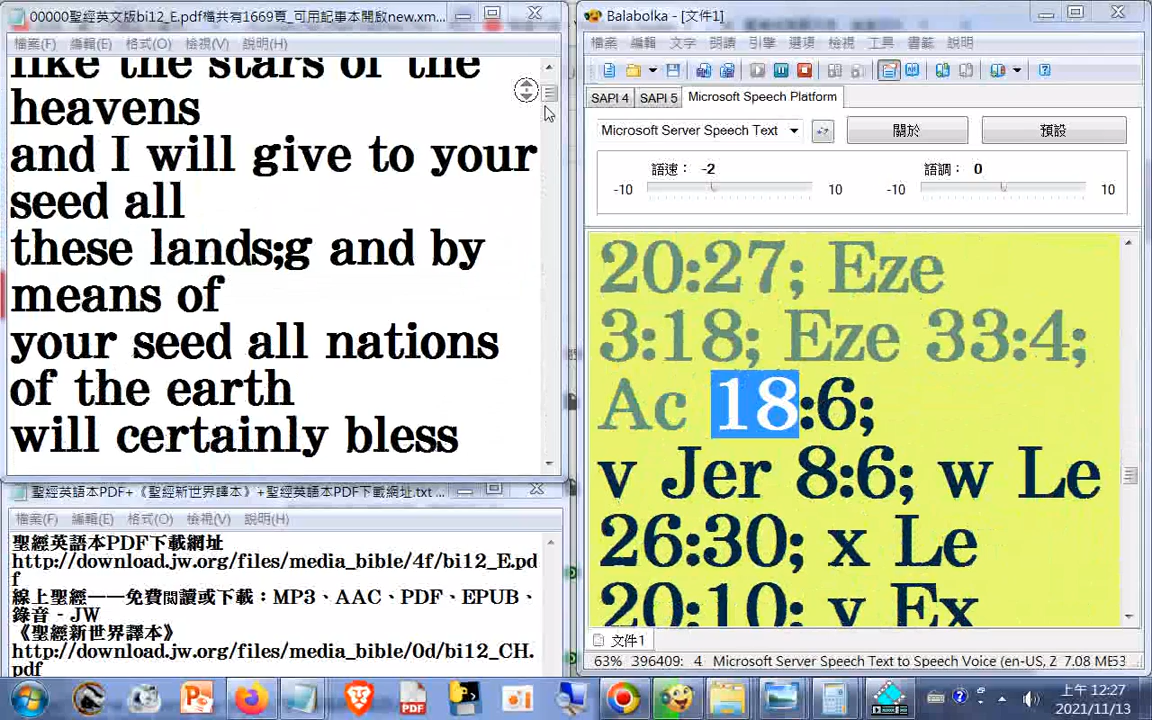 00000聖經英文版bi12_E.pdf檔共有1669頁_可用記事本開啟new.xm...
檔案(F) 編輯(E) 格式(O) 檢視(V) 說明(H)
like the stars of the
heavens
and I will give to your
seed all
these lands;g and by
means of
your seed all nations
of the earth
will certainly bless
聖經英語本PDF+《聖經新世界譯本》+聖經英語本PDF下載網址.txt ...
檔案(F) 編輯(E) 格式(O) 檢視(V) 說明(H)
聖經英語本PDF下載網址
http://download.jw.org/files/media_bible/4f/bi12_E.pd
f
線上聖經——免費閱讀或下載：MP3、AAC、PDF、EPUB、
錄音 - JW
《聖經新世界譯本》
http://download.jw.org/files/media_bible/0d/bi12_CH.
pdf
Balabolka - [文件1]
檔案 編輯 文字 朗讀 引擎 選項 檢視 工具 書籤 說明
SAPI 4 SAPI 5 Microsoft Speech Platform
Microsoft Server Speech Text 關於 預設
語速： -2 語調： 0
-10 10 -10 10
20:27; Eze
3:18; Eze 33:4;
Ac 18:6;
v Jer 8:6; w Le
26:30; x Le
20:10; y Ex
文件1
63% 396409: 4 Microsoft Server Speech Text to Speech Voice (en-US, Z 7.08 ME53
上午 12:27
2021/11/13